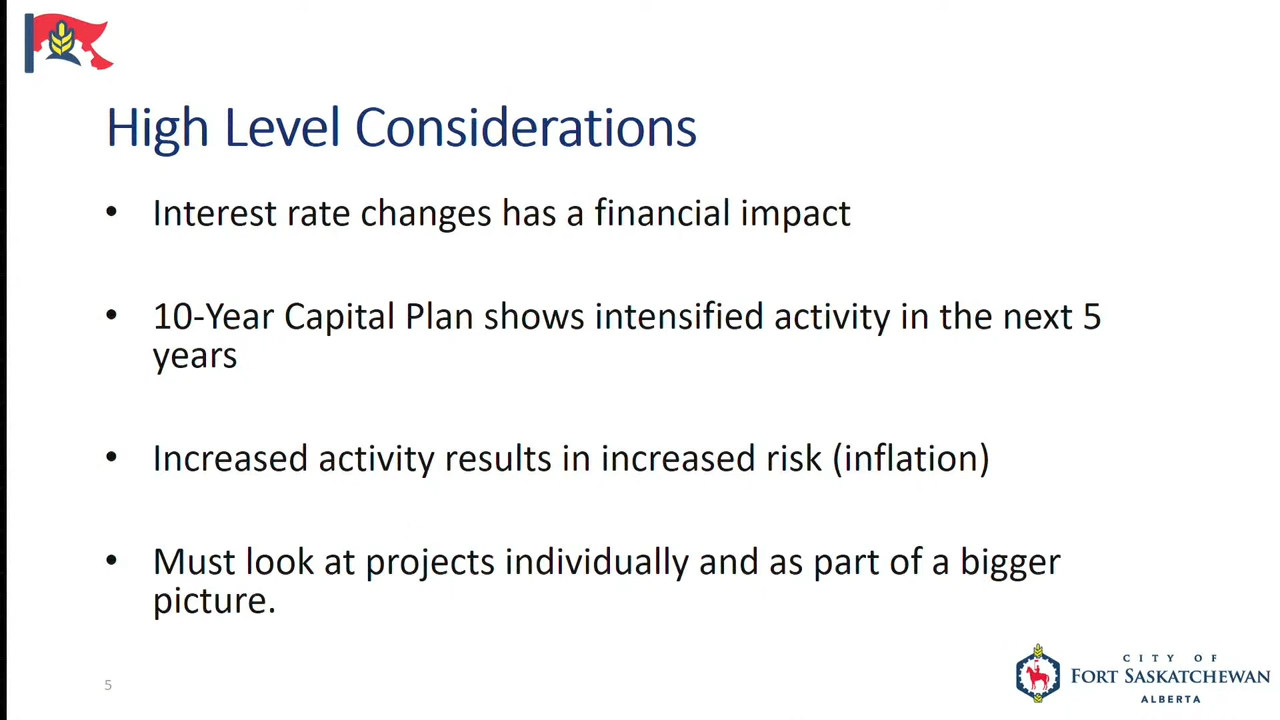 High Level Considerations
• Interest rate changes has a financial impact
• 10-Year Capital Plan shows intensified activity in the next 5
years
• Increased activity results in increased risk (inflation)
• Must look at projects individually and as part of a bigger
picture.
5
CITY OF
FORT SASKATCHEWAN
ALBERTA